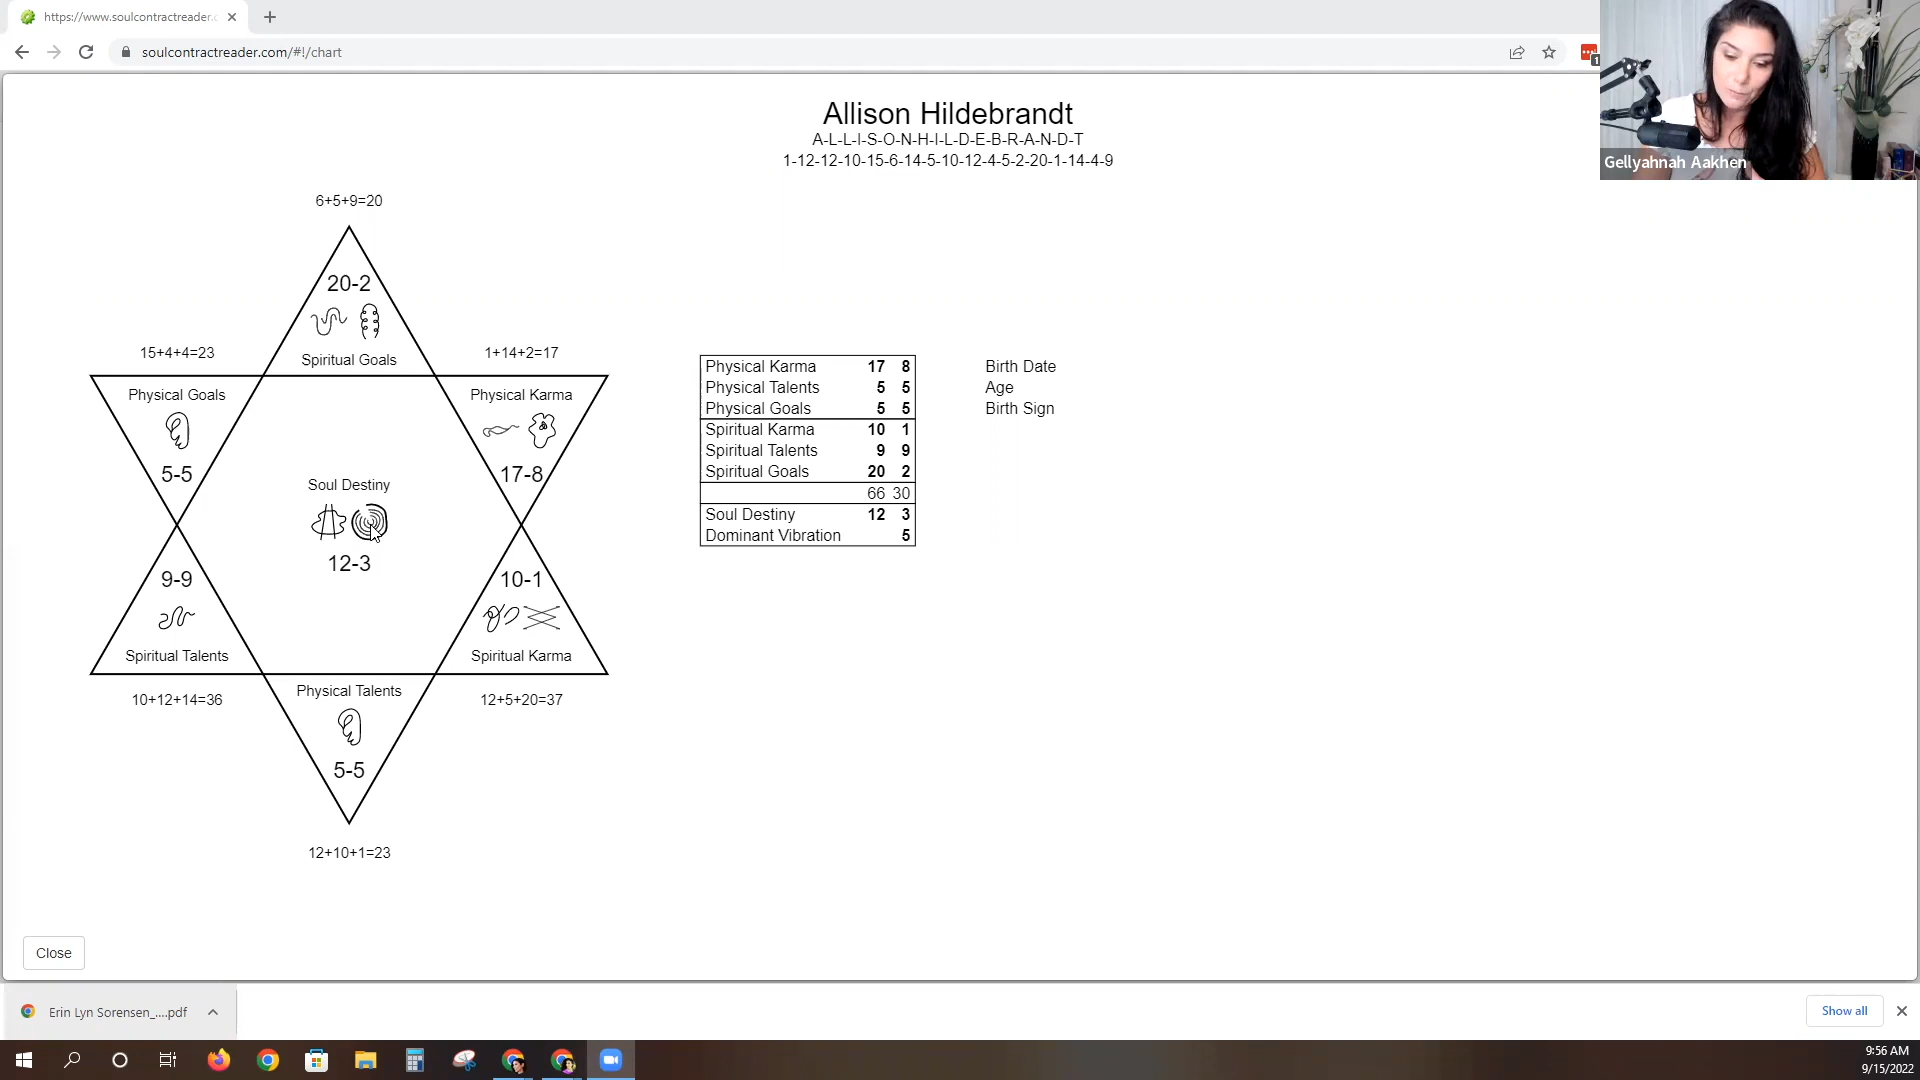 https://www.soulcontractreader.c
soulcontractreader.com/#!/chart
Gellyahnah Aakhen
Allison Hildebrandt
A-L-L-I-S-O-N-H-I-L-D-E-B-R-A-N-D-T
1-12-12-10-15-6-14-5-10-12-4-5-2-20-1-14-4-9
6+5+9=20
20-2
Spiritual Goals
15+4+4=23
1+14+2=17
Physical Goals
5-5
Physical Karma
17-8
Soul Destiny
12-3
9-9
Spiritual Talents
10-1
Spiritual Karma
10+12+14=36
12+5+20=37
Physical Talents
5-5
12+10+1=23
Physical Karma 17 8
Physical Talents 5 5
Physical Goals 5 5
Spiritual Karma 10 1
Spiritual Talents 9 9
Spiritual Goals 20 2
66 30
Soul Destiny 12 3
Dominant Vibration 5
Birth Date
Age
Birth Sign
Close
Erin Lyn Sorensen_....pdf
Show all
9:56 AM
9/15/2022